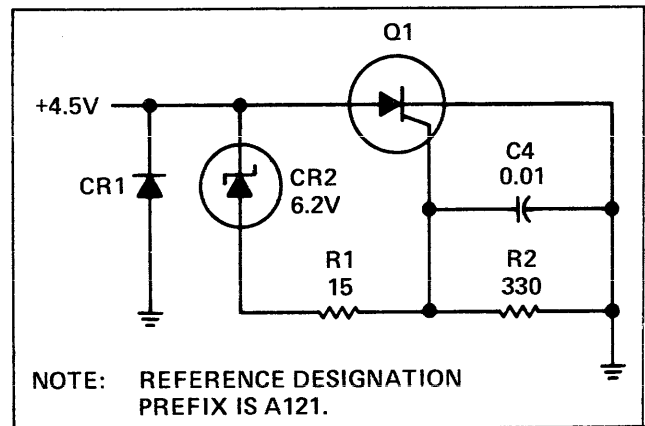 Q1
+4.5V
C4
0.01
CR1
CR2
6.2V
R1
15
R2
330
NOTE: REFERENCE DESIGNATION
PREFIX IS A121.